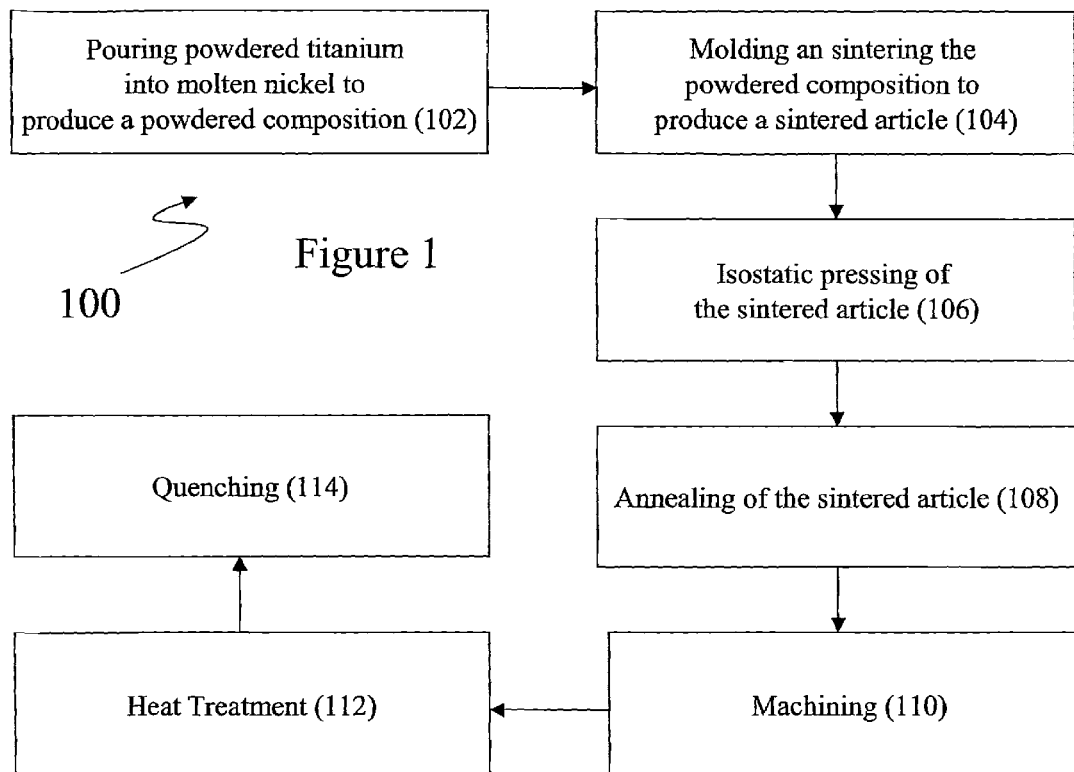 Pouring powdered titanium
into molten nickel to
produce a powdered composition (102)
Molding an sintering the
powdered composition to
produce a sintered article (104)
Isostatic pressing of
the sintered article (106)
Figure 1
100
Annealing of the sintered article (108)
Machining (110)
Heat Treatment (112)
Quenching (114)